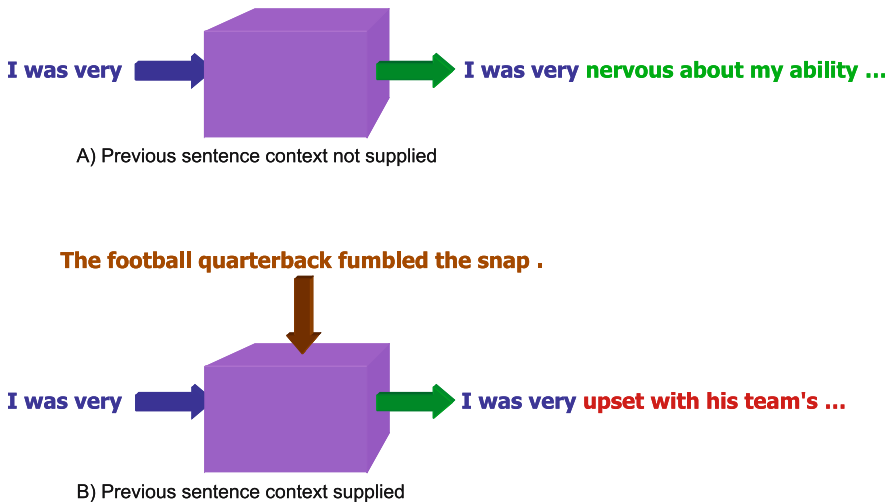 I was very I was very nervous about my ability ...
A) Previous sentence context not supplied
The football quarterback fumbled the snap .
I was very I was very upset with his team's ...
B) Previous sentence context supplied